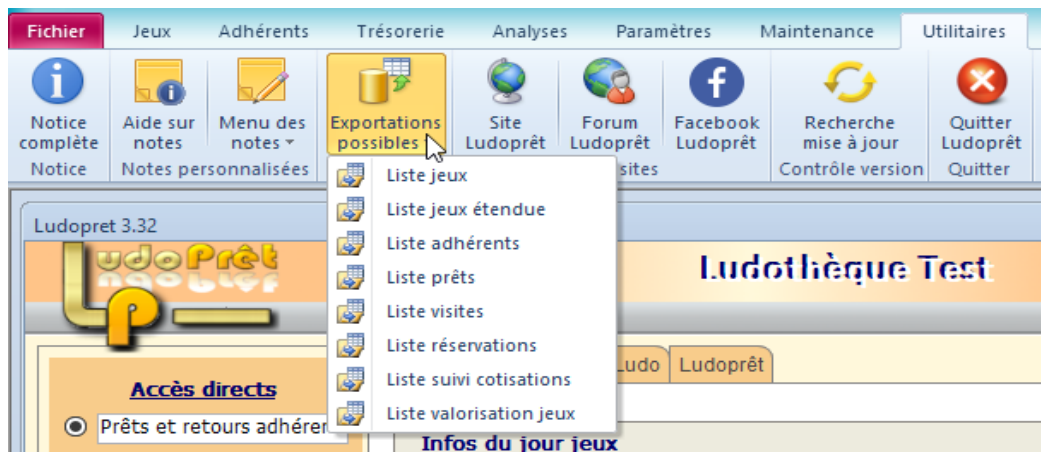 Fichier Jeux Adhérents Trésorerie Analyses Paramètres Maintenance Utilitaires
Notice complète
Aide sur notes
Menu des notes
Exportations possibles
Site Ludoprêt
Forum Ludoprêt
Facebook Ludoprêt
Recherche mise à jour
Quitter Ludoprêt
Notice Notes personnalisées sites Contrôle version Quitter
Liste jeux
Liste jeux étendue
Liste adhérents
Liste prêts
Liste visites
Liste réservations
Liste suivi cotisations
Liste valorisation jeux
Ludopret 3.32
LudoPrêt
LP
Ludothèque Test
Ludo Ludoprêt
Accès directs
Prêts et retours adhérer
Infos du jour jeux